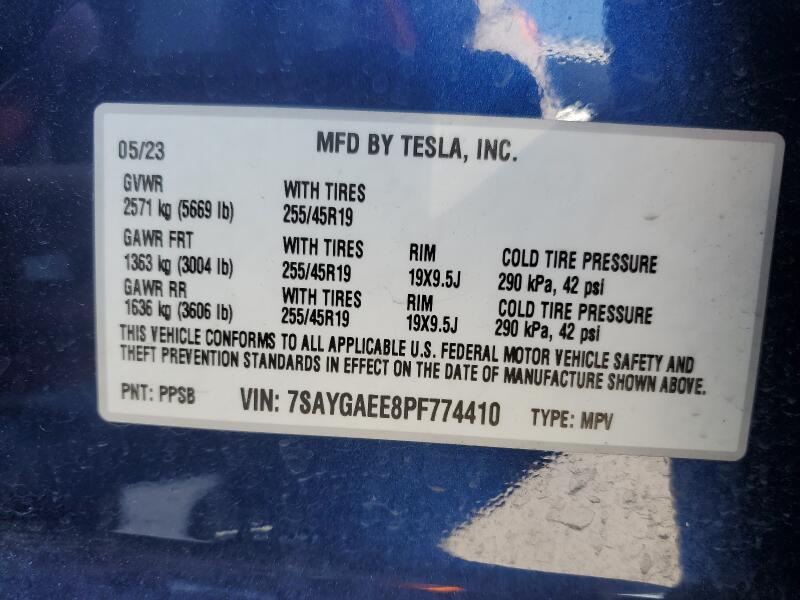 05/23 MFD BY TESLA, INC.
GVWR WITH TIRES
2571 kg (5669 lb) 255/45R19
GAWR FRT WITH TIRES RIM COLD TIRE PRESSURE
1363 kg (3004 lb) 255/45R19 19X9.5J 290 kPa, 42 psi
GAWR RR WITH TIRES RIM COLD TIRE PRESSURE
1636 kg (3606 lb) 255/45R19 19X9.5J 290 kPa, 42 psi
THIS VEHICLE CONFORMS TO ALL APPLICABLE U.S. FEDERAL MOTOR VEHICLE SAFETY AND
THEFT PREVENTION STANDARDS IN EFFECT ON THE DATE OF MANUFACTURE SHOWN ABOVE.
PNT: PPSB VIN: 7SAYGAEE8PF774410 TYPE: MPV